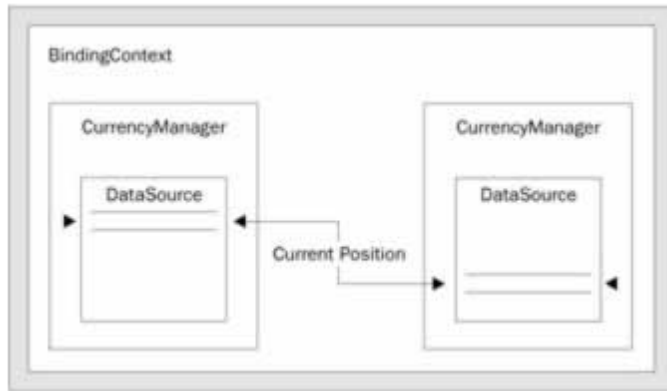 BindingContext
CurrencyManager
CurrencyManager
DataSource
DataSource
Current Position